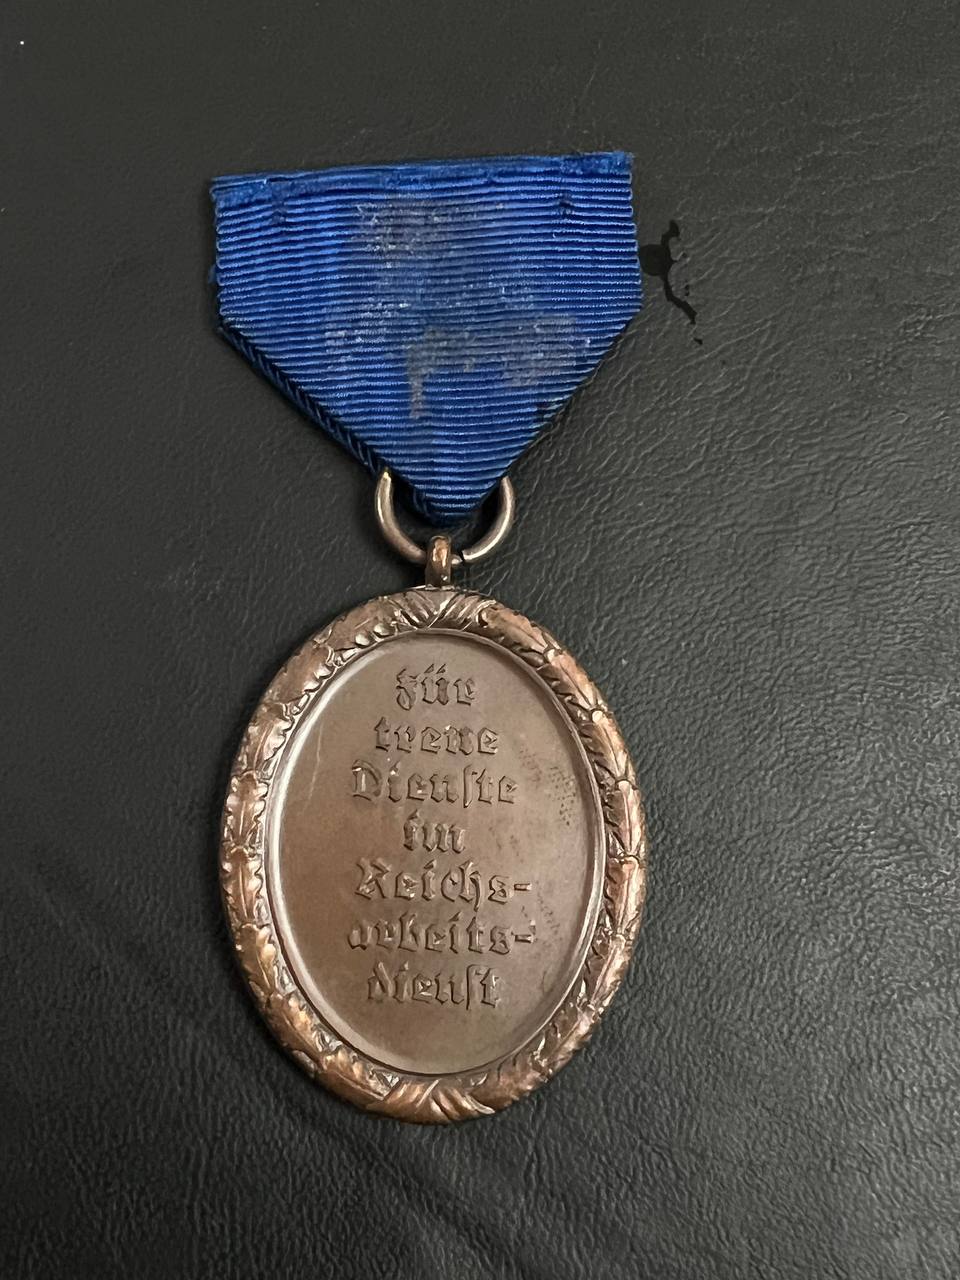 Für
treue
Dienste
im
Reichs-
arbeits-
dienst